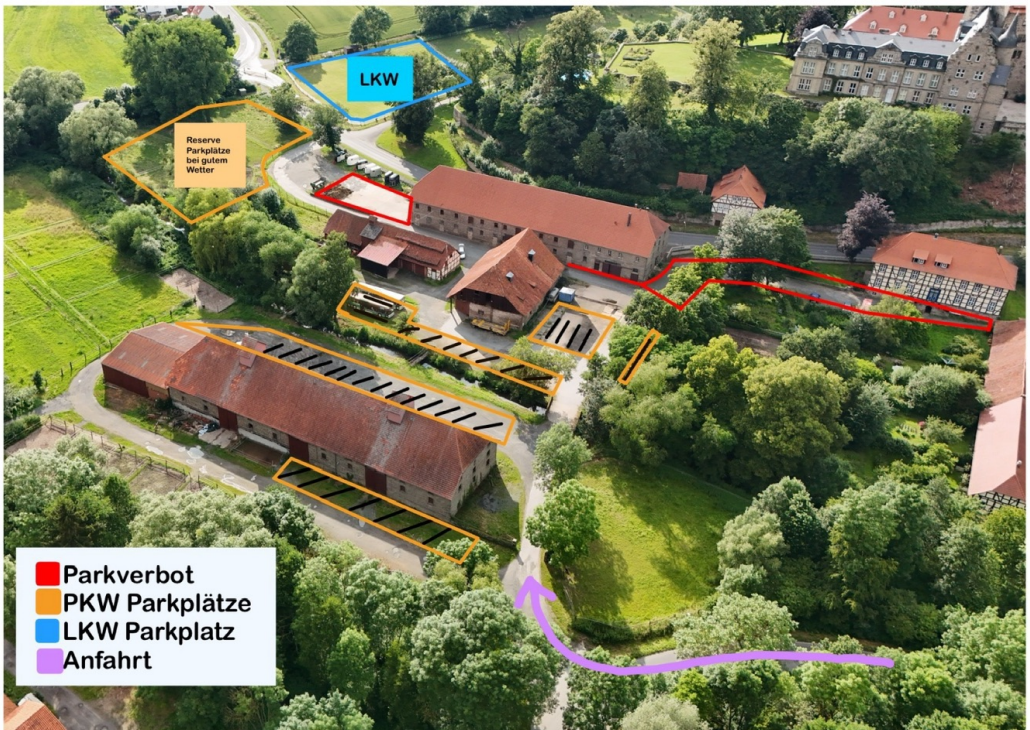 LKW
Reserve
Parkplätze
bei gutem
Wetter
Parkverbot
PKW Parkplätze
LKW Parkplatz
Anfahrt